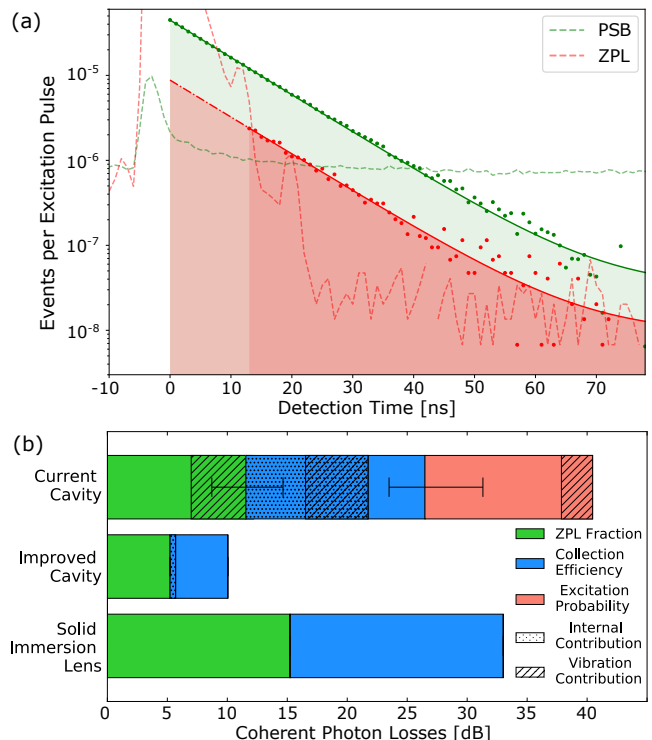 (a)
PSB
ZPL
Events per Excitation Pulse
10⁻⁵
10⁻⁶
10⁻⁷
10⁻⁸
-10 0 10 20 30 40 50 60 70
Detection Time [ns]
(b)
Current
Cavity
Improved
Cavity
Solid
Immersion
Lens
ZPL Fraction
Collection
Efficiency
Excitation
Probability
Internal
Contribution
Vibration
Contribution
0 5 10 15 20 25 30 35 40
Coherent Photon Losses [dB]